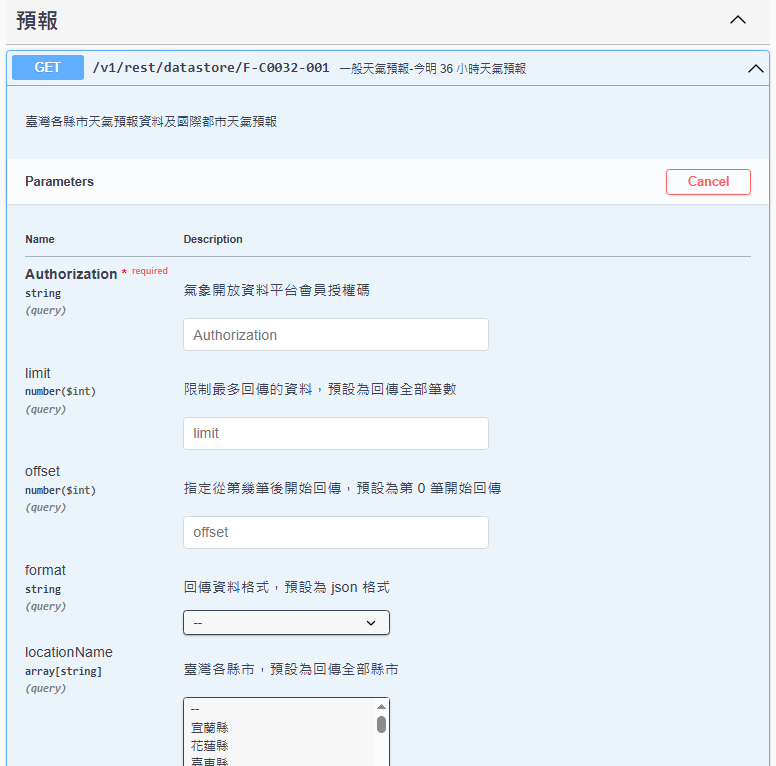 預報
GET /v1/rest/datastore/F-C0032-001 一般天氣預報-今明 36 小時天氣預報
臺灣各縣市天氣預報資料及國際都市天氣預報
Parameters
Cancel
Name Description
Authorization * required
string
(query)
氣象開放資料平台會員授權碼
Authorization
limit
number($int)
(query)
限制最多回傳的資料，預設為回傳全部筆數
limit
offset
number($int)
(query)
指定從第幾筆後開始回傳，預設為第 0 筆開始回傳
offset
format
string
(query)
回傳資料格式，預設為 json 格式
--
locationName
array[string]
(query)
臺灣各縣市，預設為回傳全部縣市
--
宜蘭縣
花蓮縣
臺東縣